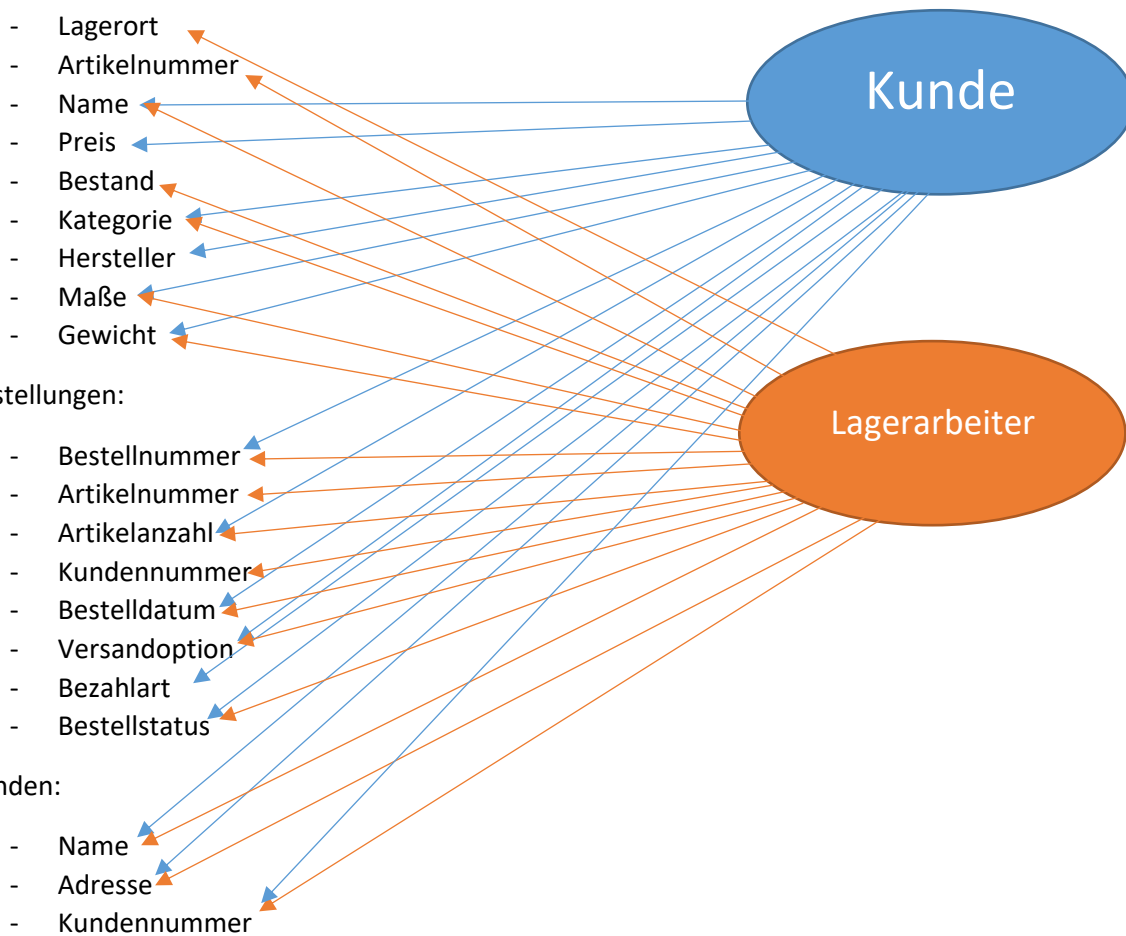 - Lagerort
- Artikelnummer
- Name
- Preis
- Bestand
- Kategorie
- Hersteller
- Maße
- Gewicht
Kunde
Lagerarbeiter
stellungen:
- Bestellnummer
- Artikelnummer
- Artikelanzahl
- Kundennummer
- Bestelldatum
- Versandoption
- Bezahlart
- Bestellstatus
nden:
- Name
- Adresse
- Kundennummer